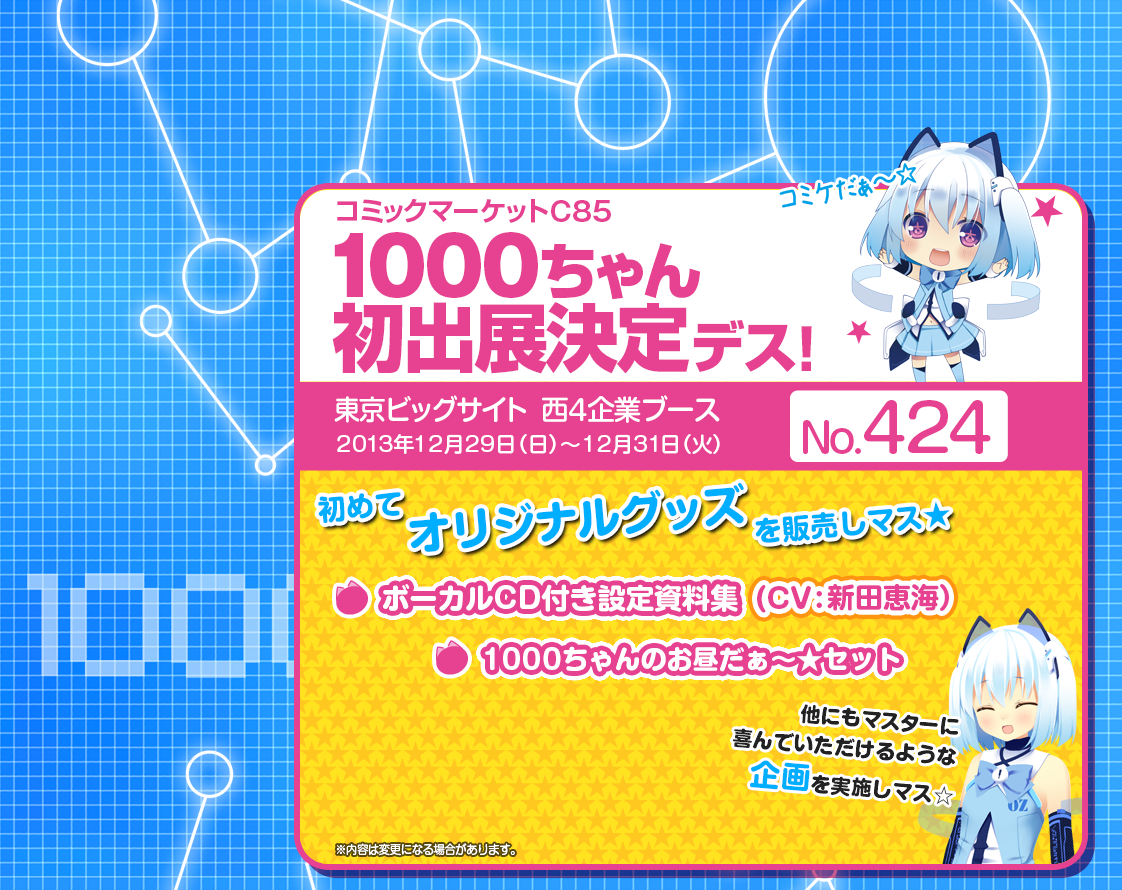 コミケだぁ～☆
コミックマーケットC85
1000ちゃん
初出展決定デス!
東京ビッグサイト 西4企業ブース
2013年12月29日(日)～12月31日(火)
No.424
初めてオリジナルグッズを販売しマス★
ボーカルCD付き設定資料集 (CV:新田恵海)
1000ちゃんのお昼だぁ～★セット
他にもマスターに
喜んでいただけるような
企画を実施しマス☆
OZ
※内容は変更になる場合があります。